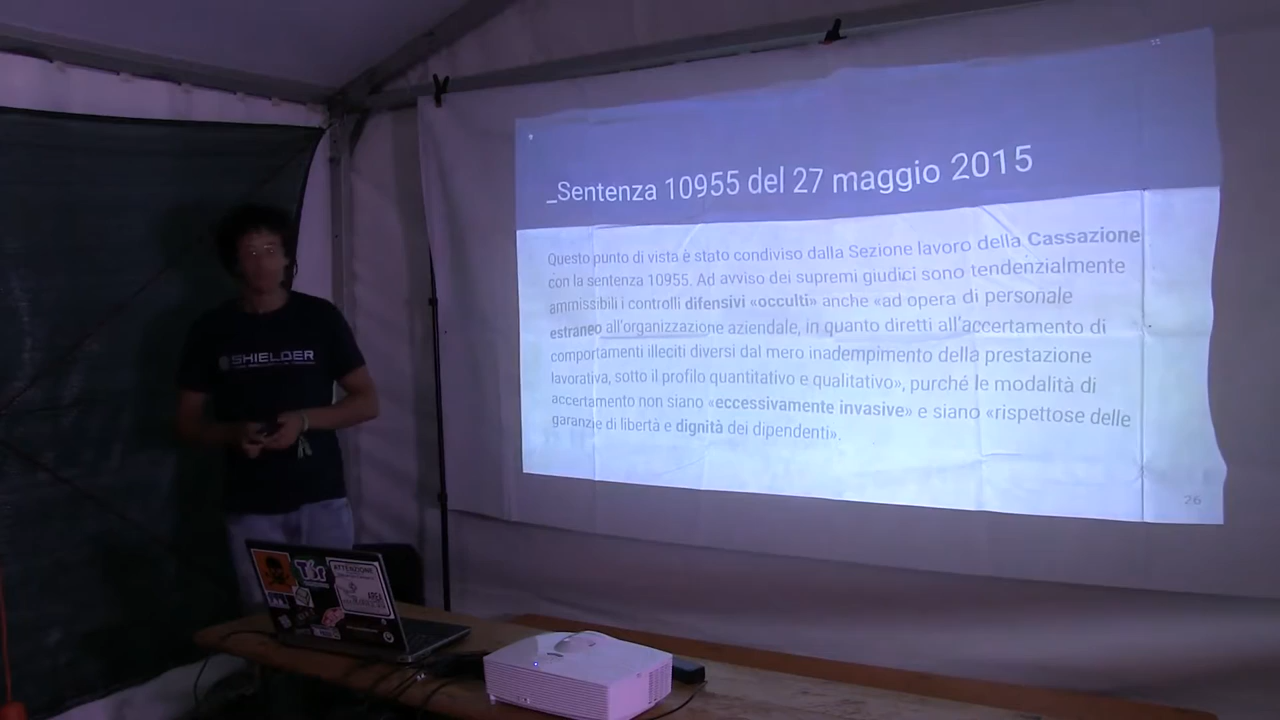 _Sentenza 10955 del 27 maggio 2015
Questo punto di vista è stato condiviso dalla Sezione lavoro della Cassazione
con la sentenza 10955. Ad avviso dei supremi giudici sono tendenzialmente
ammissibili i controlli difensivi «occulti» anche «ad opera di personale
estraneo all'organizzazione aziendale, in quanto diretti all'accertamento di
comportamenti illeciti diversi dal mero inadempimento della prestazione
lavorativa, sotto il profilo quantitativo e qualitativo», purché le modalità di
accertamento non siano «eccessivamente invasive» e siano «rispettose delle
garanzie di libertà e dignità dei dipendenti».
26
SHIELDER
Tor
ATTENZIONE